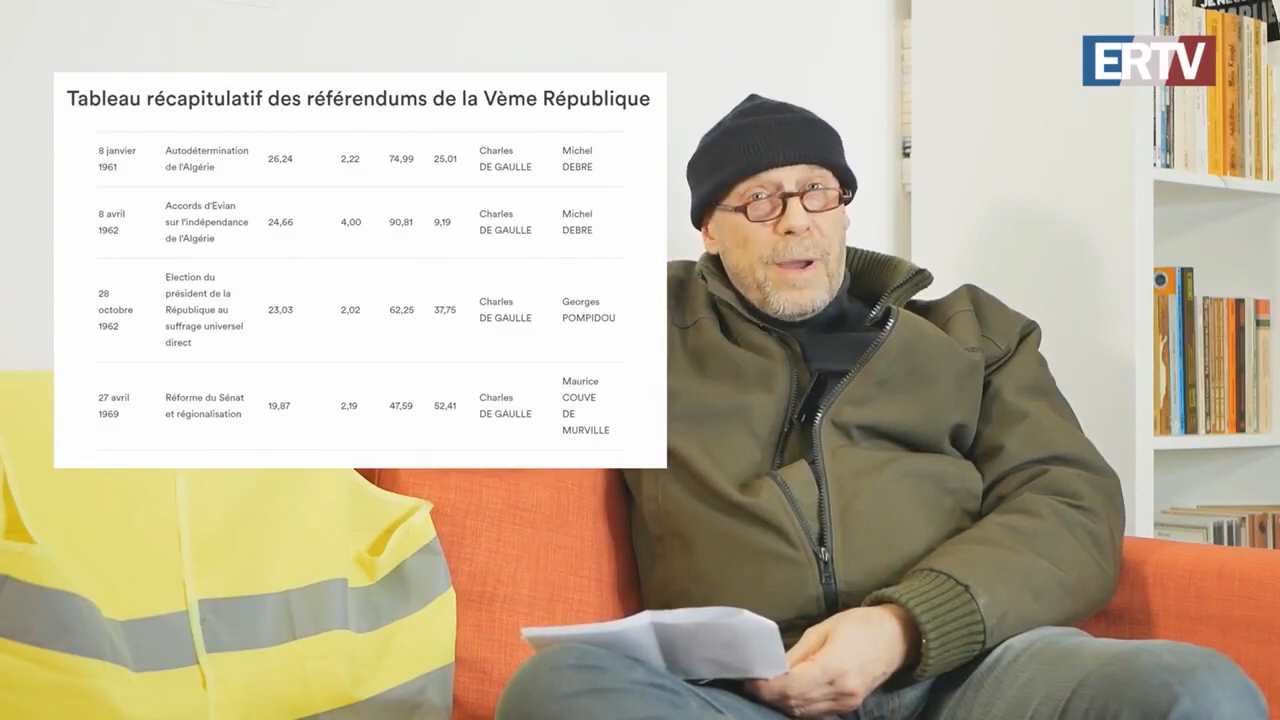 JE NE SUIS
CHARLIE
ERTV
Tableau récapitulatif des référendums de la Vème République
8 janvier
1961
Autodétermination
de l'Algérie
26,24
2,22
74,99
25,01
Charles
DE GAULLE
Michel
DEBRE
8 avril
1962
Accords d'Evian
sur l'indépendance
de l'Algérie
24,66
4,00
90,81
9,19
Charles
DE GAULLE
Michel
DEBRE
28
octobre
1962
Election du
président de la
République au
suffrage universel
direct
23,03
2,02
62,25
37,75
Charles
DE GAULLE
Georges
POMPIDOU
27 avril
1969
Réforme du Sénat
et régionalisation
19,87
2,19
47,59
52,41
Charles
DE GAULLE
Maurice
COUVE
DE
MURVILLE